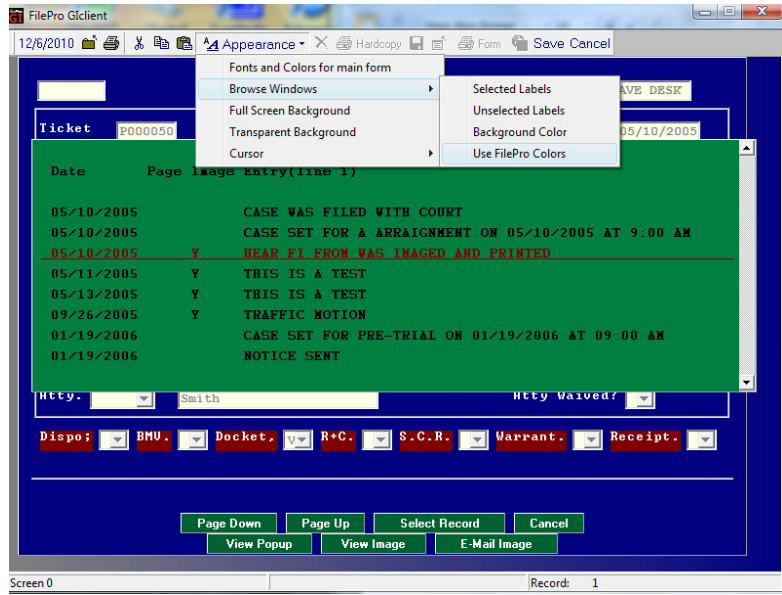 FilePro GIclient
12/6/2010 Appearance Hardcopy Form Save Cancel
Fonts and Colors for main form
Browse Windows
Full Screen Background
Transparent Background
Cursor
Selected Labels
Unselected Labels
Background Color
Use FilePro Colors
AVE DESK
Ticket P000050 05/10/2005
Date Page Image Entry(line 1)
05/10/2005 CASE WAS FILED WITH COURT
05/10/2005 CASE SET FOR A ARRAIGNMENT ON 05/10/2005 AT 9:00 AM
05/10/2005 Y HEAR FI FROM WAS IMAGED AND PRINTED
05/11/2005 Y THIS IS A TEST
05/13/2005 Y THIS IS A TEST
09/26/2005 Y TRAFFIC MOTION
01/19/2006 CASE SET FOR PRE-TRIAL ON 01/19/2006 AT 09:00 AM
01/19/2006 NOTICE SENT
Atty. Smith Atty Waived?
Dispo; BMV. Docket, V R+C. S.C.R. Warrant. Receipt.
Page Down Page Up Select Record Cancel
View Popup View Image E-Mail Image
Screen 0 Record: 1